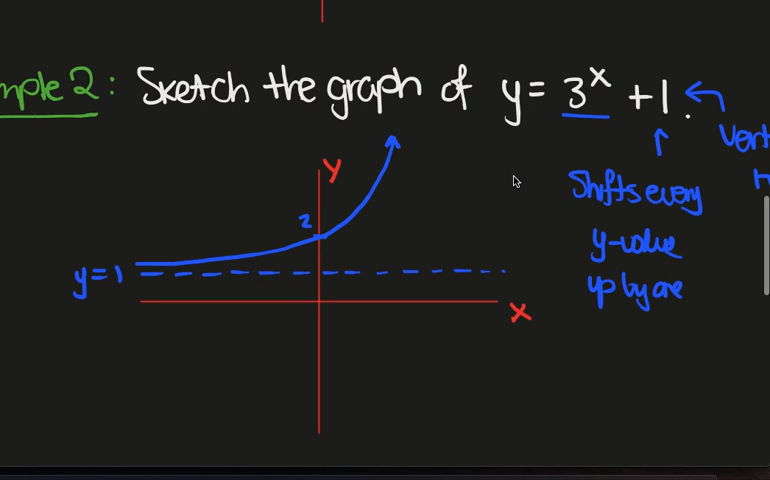 mple 2: Sketch the graph of y = 3^x + 1.
Vert
y
Shifts every
2
y-value
y = 1
up by one
x